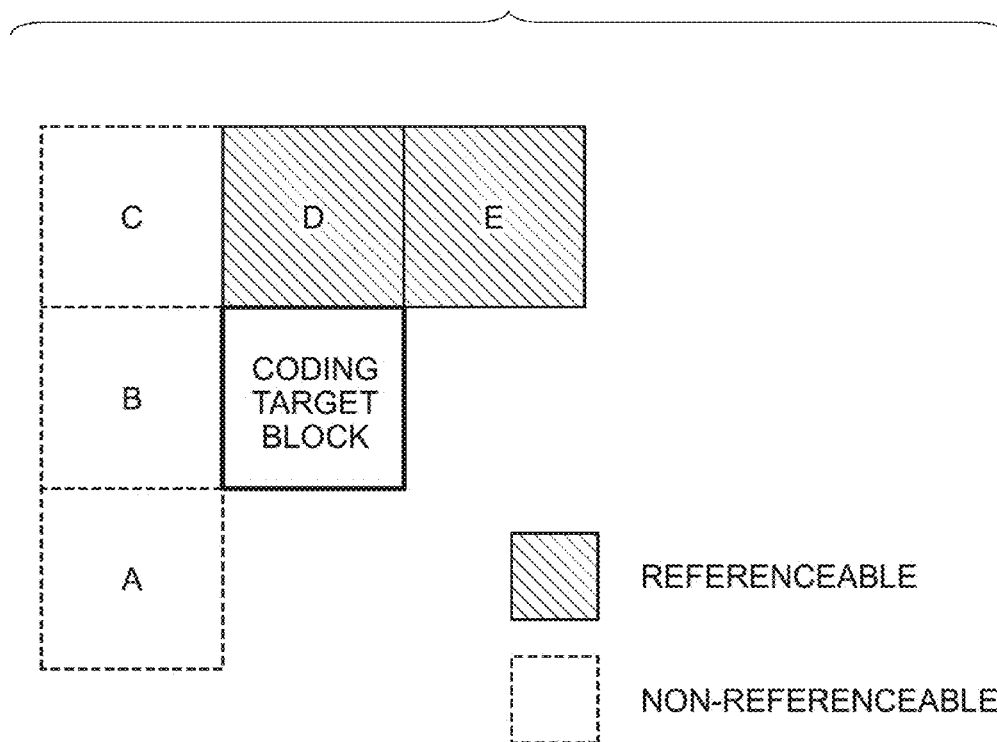 C
D
E
B
CODING
TARGET
BLOCK
A
REFERENCEABLE
NON-REFERENCEABLE